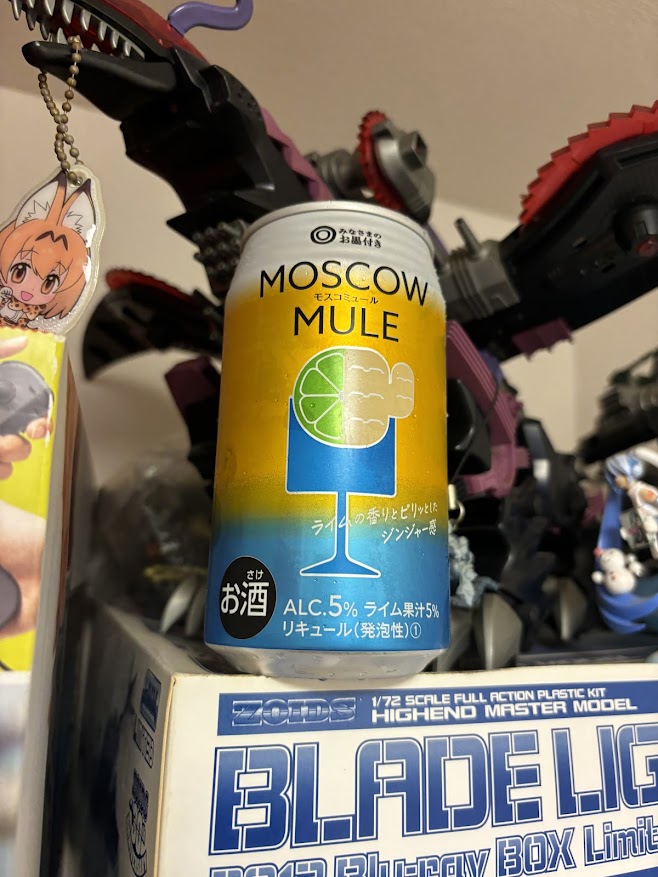 みなさまの
お墨付き
MOSCOW
モスコミュール
MULE
ライムの香りとピリッとした
ジンジャー感
さけ
お酒
ALC.5% ライム果汁5%
リキュール(発泡性)①
ZOIDS
1/72 SCALE FULL ACTION PLASTIC KIT
HIGHEND MASTER MODEL
BLADE LIG
2013 Blu-ray BOX Limit